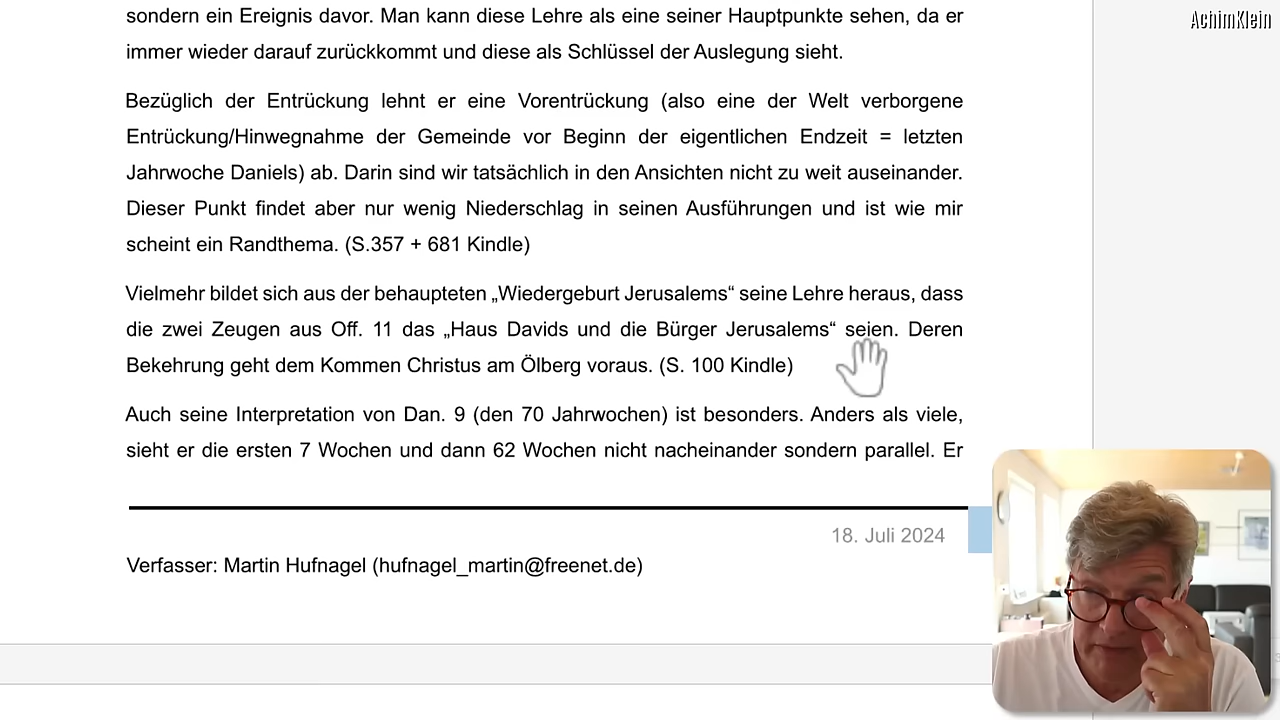 AchimKlein
sondern ein Ereignis davor. Man kann diese Lehre als eine seiner Hauptpunkte sehen, da er
immer wieder darauf zurückkommt und diese als Schlüssel der Auslegung sieht.
Bezüglich der Entrückung lehnt er eine Vorentrückung (also eine der Welt verborgene
Entrückung/Hinwegnahme der Gemeinde vor Beginn der eigentlichen Endzeit = letzten
Jahrwoche Daniels) ab. Darin sind wir tatsächlich in den Ansichten nicht zu weit auseinander.
Dieser Punkt findet aber nur wenig Niederschlag in seinen Ausführungen und ist wie mir
scheint ein Randthema. (S.357 + 681 Kindle)
Vielmehr bildet sich aus der behaupteten „Wiedergeburt Jerusalems“ seine Lehre heraus, dass
die zwei Zeugen aus Off. 11 das „Haus Davids und die Bürger Jerusalems“ seien. Deren
Bekehrung geht dem Kommen Christus am Ölberg voraus. (S. 100 Kindle)
Auch seine Interpretation von Dan. 9 (den 70 Jahrwochen) ist besonders. Anders als viele,
sieht er die ersten 7 Wochen und dann 62 Wochen nicht nacheinander sondern parallel. Er
18. Juli 2024
Verfasser: Martin Hufnagel (hufnagel_martin@freenet.de)